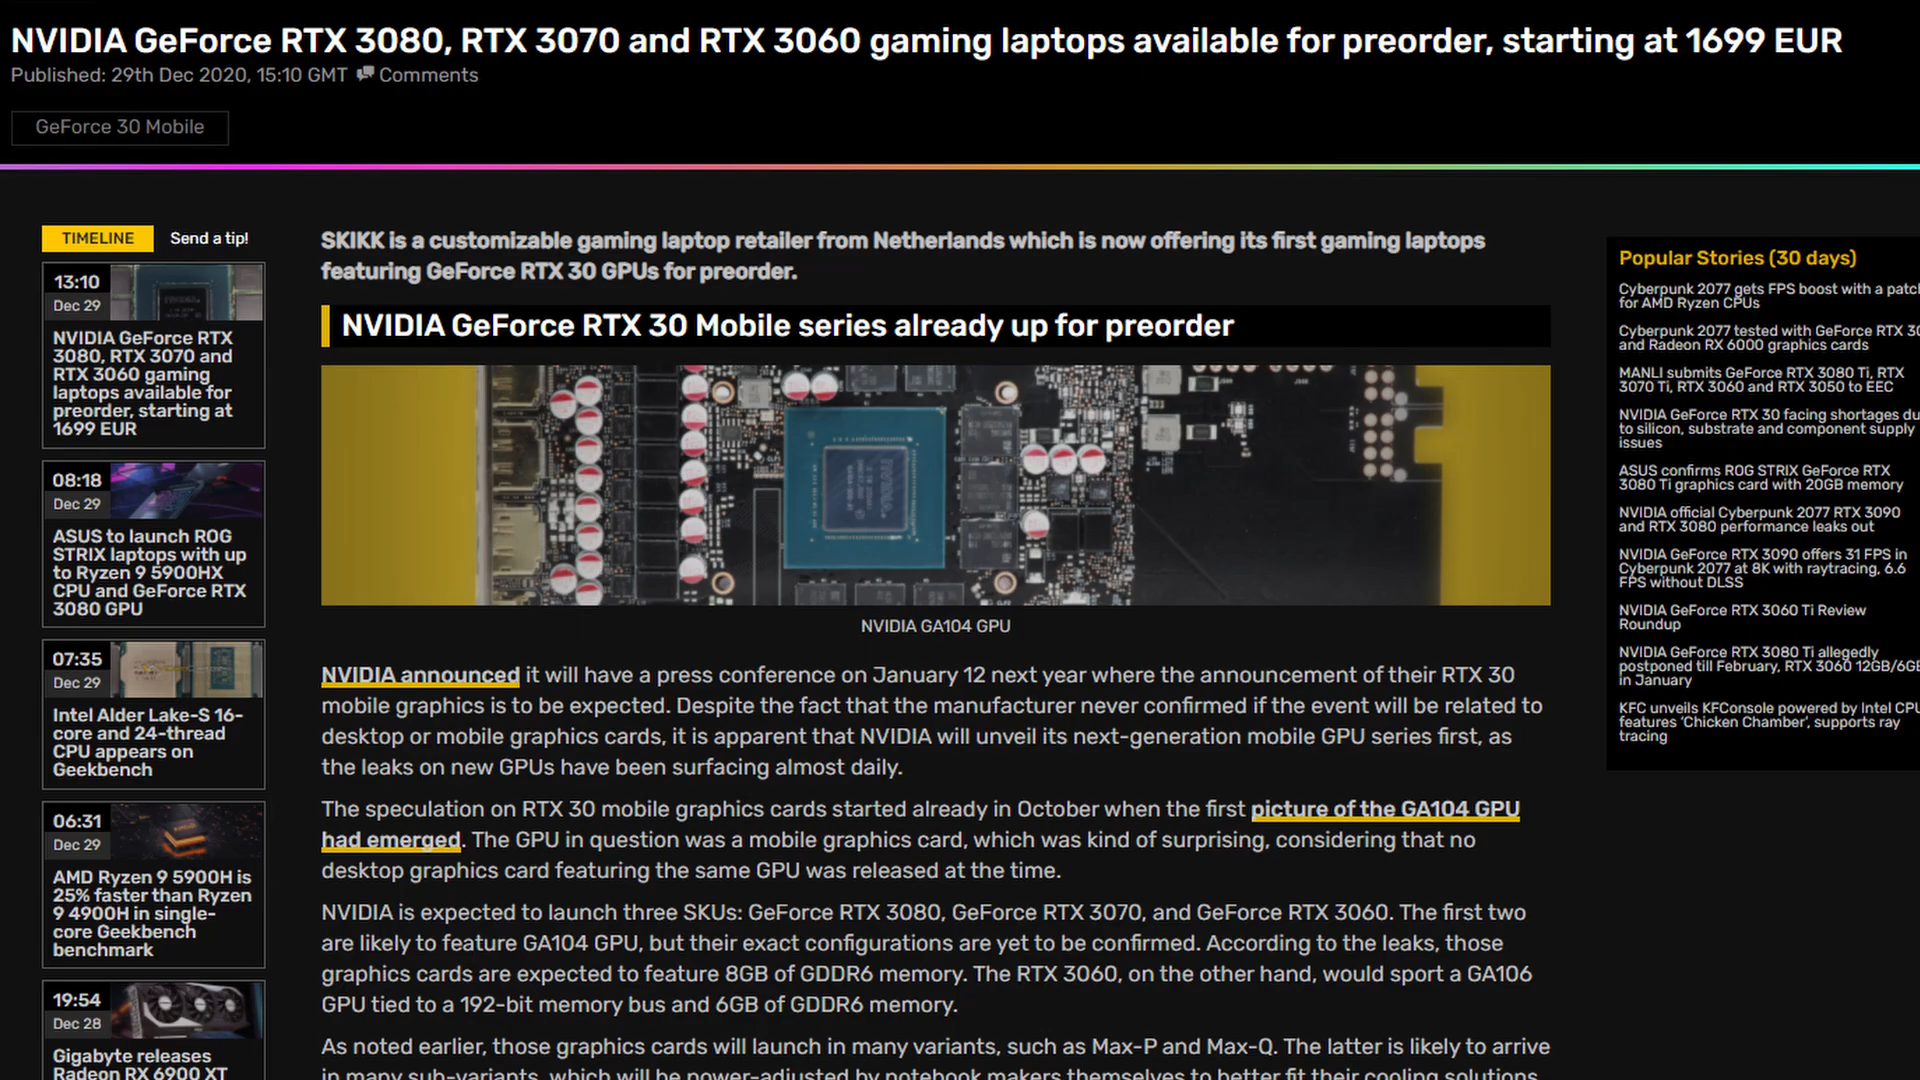 NVIDIA GeForce RTX 3080, RTX 3070 and RTX 3060 gaming laptops available for preorder, starting at 1699 EUR
Published: 29th Dec 2020, 15:10 GMT Comments
GeForce 30 Mobile
TIMELINE Send a tip!
13:10
Dec 29
NVIDIA GeForce RTX
3080, RTX 3070 and
RTX 3060 gaming
laptops available for
preorder, starting at
1699 EUR
08:18
Dec 29
ASUS to launch ROG
STRIX laptops with up
to Ryzen 9 5900HX
CPU and GeForce RTX
3080 GPU
07:35
Dec 29
Intel Alder Lake-S 16-
core and 24-thread
CPU appears on
Geekbench
06:31
Dec 29
AMD Ryzen 9 5900H is
25% faster than Ryzen
9 4900H in single-
core Geekbench
benchmark
19:54
Dec 28
Gigabyte releases
Radeon RX 6900 XT
SKIKK is a customizable gaming laptop retailer from Netherlands which is now offering its first gaming laptops
featuring GeForce RTX 30 GPUs for preorder.
NVIDIA GeForce RTX 30 Mobile series already up for preorder
NVIDIA GA104 GPU
NVIDIA announced it will have a press conference on January 12 next year where the announcement of their RTX 30
mobile graphics is to be expected. Despite the fact that the manufacturer never confirmed if the event will be related to
desktop or mobile graphics cards, it is apparent that NVIDIA will unveil its next-generation mobile GPU series first, as
the leaks on new GPUs have been surfacing almost daily.
The speculation on RTX 30 mobile graphics cards started already in October when the first picture of the GA104 GPU
had emerged. The GPU in question was a mobile graphics card, which was kind of surprising, considering that no
desktop graphics card featuring the same GPU was released at the time.
NVIDIA is expected to launch three SKUs: GeForce RTX 3080, GeForce RTX 3070, and GeForce RTX 3060. The first two
are likely to feature GA104 GPU, but their exact configurations are yet to be confirmed. According to the leaks, those
graphics cards are expected to feature 8GB of GDDR6 memory. The RTX 3060, on the other hand, would sport a GA106
GPU tied to a 192-bit memory bus and 6GB of GDDR6 memory.
As noted earlier, those graphics cards will launch in many variants, such as Max-P and Max-Q. The latter is likely to arrive
in many sub-variants, which will be power-adjusted by notebook makers themselves to better fit their cooling solutions.
Popular Stories (30 days)
Cyberpunk 2077 gets FPS boost with a patch
for AMD Ryzen CPUs
Cyberpunk 2077 tested with GeForce RTX 30
and Radeon RX 6000 graphics cards
MANLI submits GeForce RTX 3080 Ti, RTX
3070 Ti, RTX 3060 and RTX 3050 to EEC
NVIDIA GeForce RTX 30 facing shortages du
to silicon, substrate and component supply
issues
ASUS confirms ROG STRIX GeForce RTX
3080 Ti graphics card with 20GB memory
NVIDIA official Cyberpunk 2077 RTX 3090
and RTX 3080 performance leaks out
NVIDIA GeForce RTX 3090 offers 31 FPS in
Cyberpunk 2077 at 8K with raytracing, 6.6
FPS without DLSS
NVIDIA GeForce RTX 3060 Ti Review
Roundup
NVIDIA GeForce RTX 3080 Ti allegedly
postponed till February, RTX 3060 12GB/6GB
in January
KFC unveils KFConsole powered by Intel CPU
features ‘Chicken Chamber’, supports ray
tracing